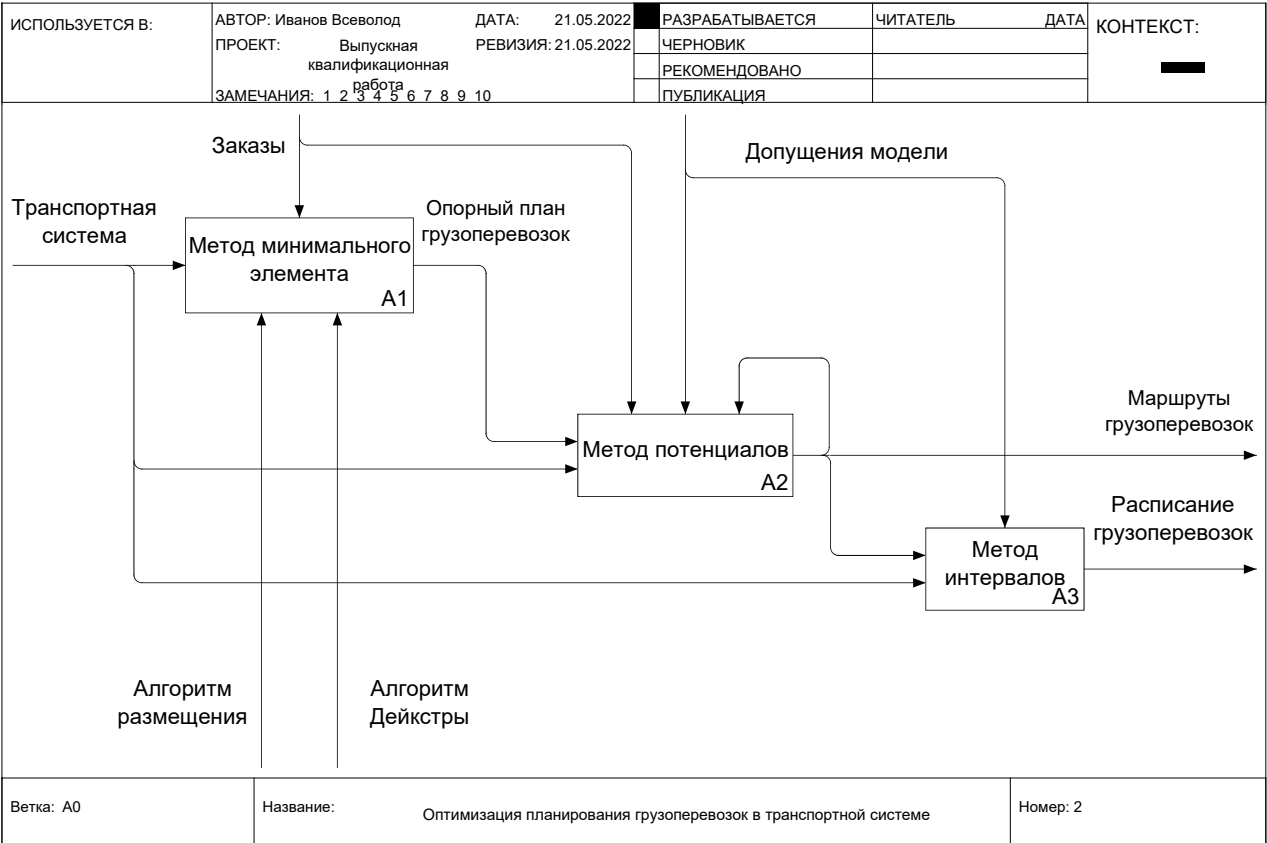 ИСПОЛЬЗУЕТСЯ В:
АВТОР: Иванов Всеволод
ДАТА: 21.05.2022
ПРОЕКТ: Выпускная
квалификационная
работа
РЕВИЗИЯ: 21.05.2022
ЗАМЕЧАНИЯ: 1 2 3 4 5 6 7 8 9 10
РАЗРАБАТЫВАЕТСЯ
ЧЕРНОВИК
РЕКОМЕНДОВАНО
ПУБЛИКАЦИЯ
ЧИТАТЕЛЬ ДАТА
КОНТЕКСТ:
Заказы
Допущения модели
Транспортная
система
Метод минимального
элемента
A1
Опорный план
грузоперевозок
Метод потенциалов
A2
Маршруты
грузоперевозок
Расписание
грузоперевозок
Метод
интервалов
A3
Алгоритм
размещения
Алгоритм
Дейкстры
Ветка: A0
Название:
Оптимизация планирования грузоперевозок в транспортной системе
Номер: 2